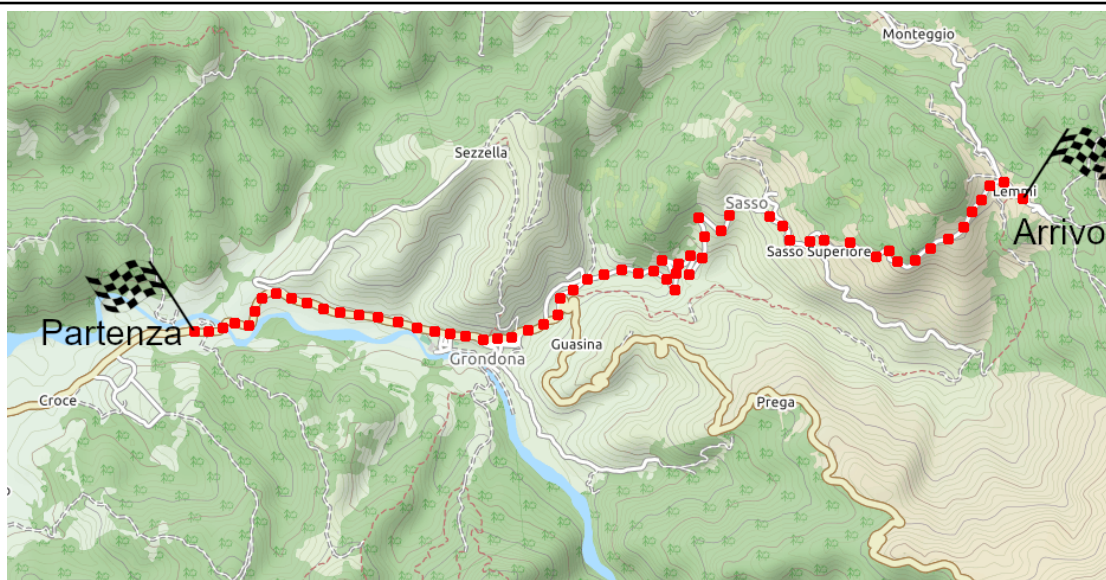 Monteggio
Sezzella
Lemmi
Sasso
Arrivo
Sasso Superiore
Partenza
Guasina
Grondona
Croce
Prega